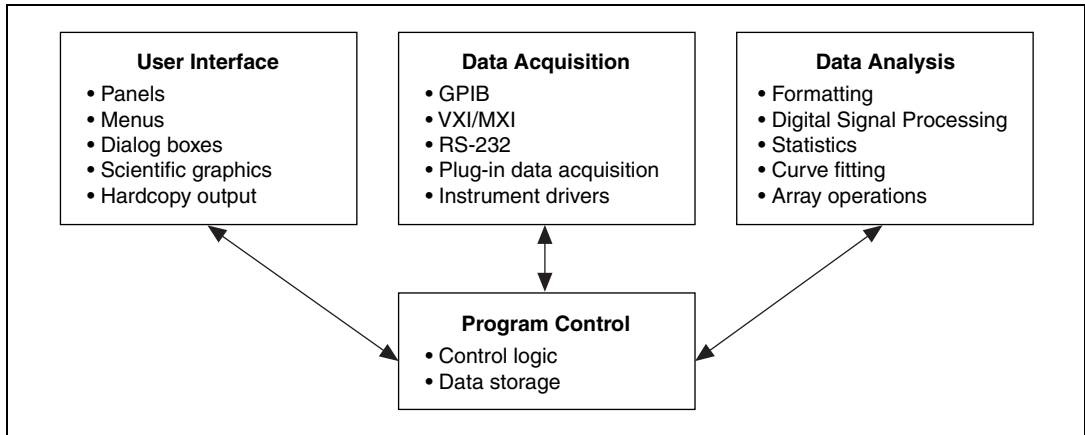 User Interface
• Panels
• Menus
• Dialog boxes
• Scientific graphics
• Hardcopy output
Data Acquisition
• GPIB
• VXI/MXI
• RS-232
• Plug-in data acquisition
• Instrument drivers
Data Analysis
• Formatting
• Digital Signal Processing
• Statistics
• Curve fitting
• Array operations
Program Control
• Control logic
• Data storage